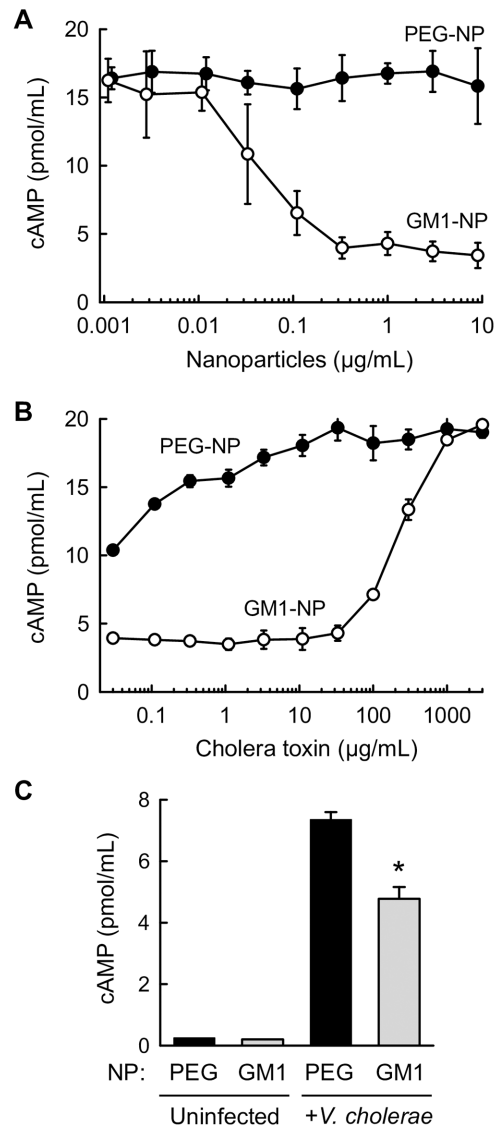 A
20
15
10
5
0
cAMP (pmol/mL)
PEG-NP
GM1-NP
0.001 0.01 0.1 1 10
Nanoparticles (µg/mL)
B
20
15
10
5
0
cAMP (pmol/mL)
PEG-NP
GM1-NP
0.1 1 10 100 1000
Cholera toxin (µg/mL)
C
8
6
4
2
0
cAMP (pmol/mL)
*
NP: PEG GM1 PEG GM1
Uninfected +V. cholerae